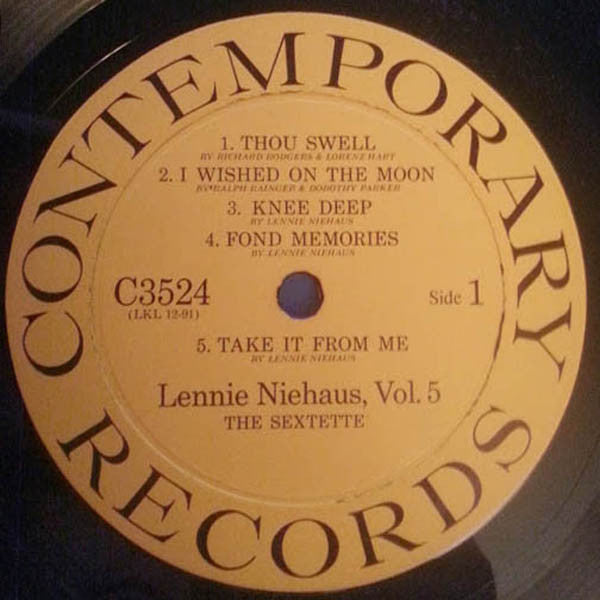 CONTEMPORARY
1. THOU SWELL
BY RICHARD RODGERS & LORENZ HART
2. I WISHED ON THE MOON
BY RALPH RAINGER & DOROTHY PARKER
3. KNEE DEEP
BY LENNIE NIEHAUS
4. FOND MEMORIES
BY LENNIE NIEHAUS
C3524
(LKL 12-91)
Side 1
5. TAKE IT FROM ME
BY LENNIE NIEHAUS
Lennie Niehaus, Vol. 5
THE SEXTETTE
RECORDS